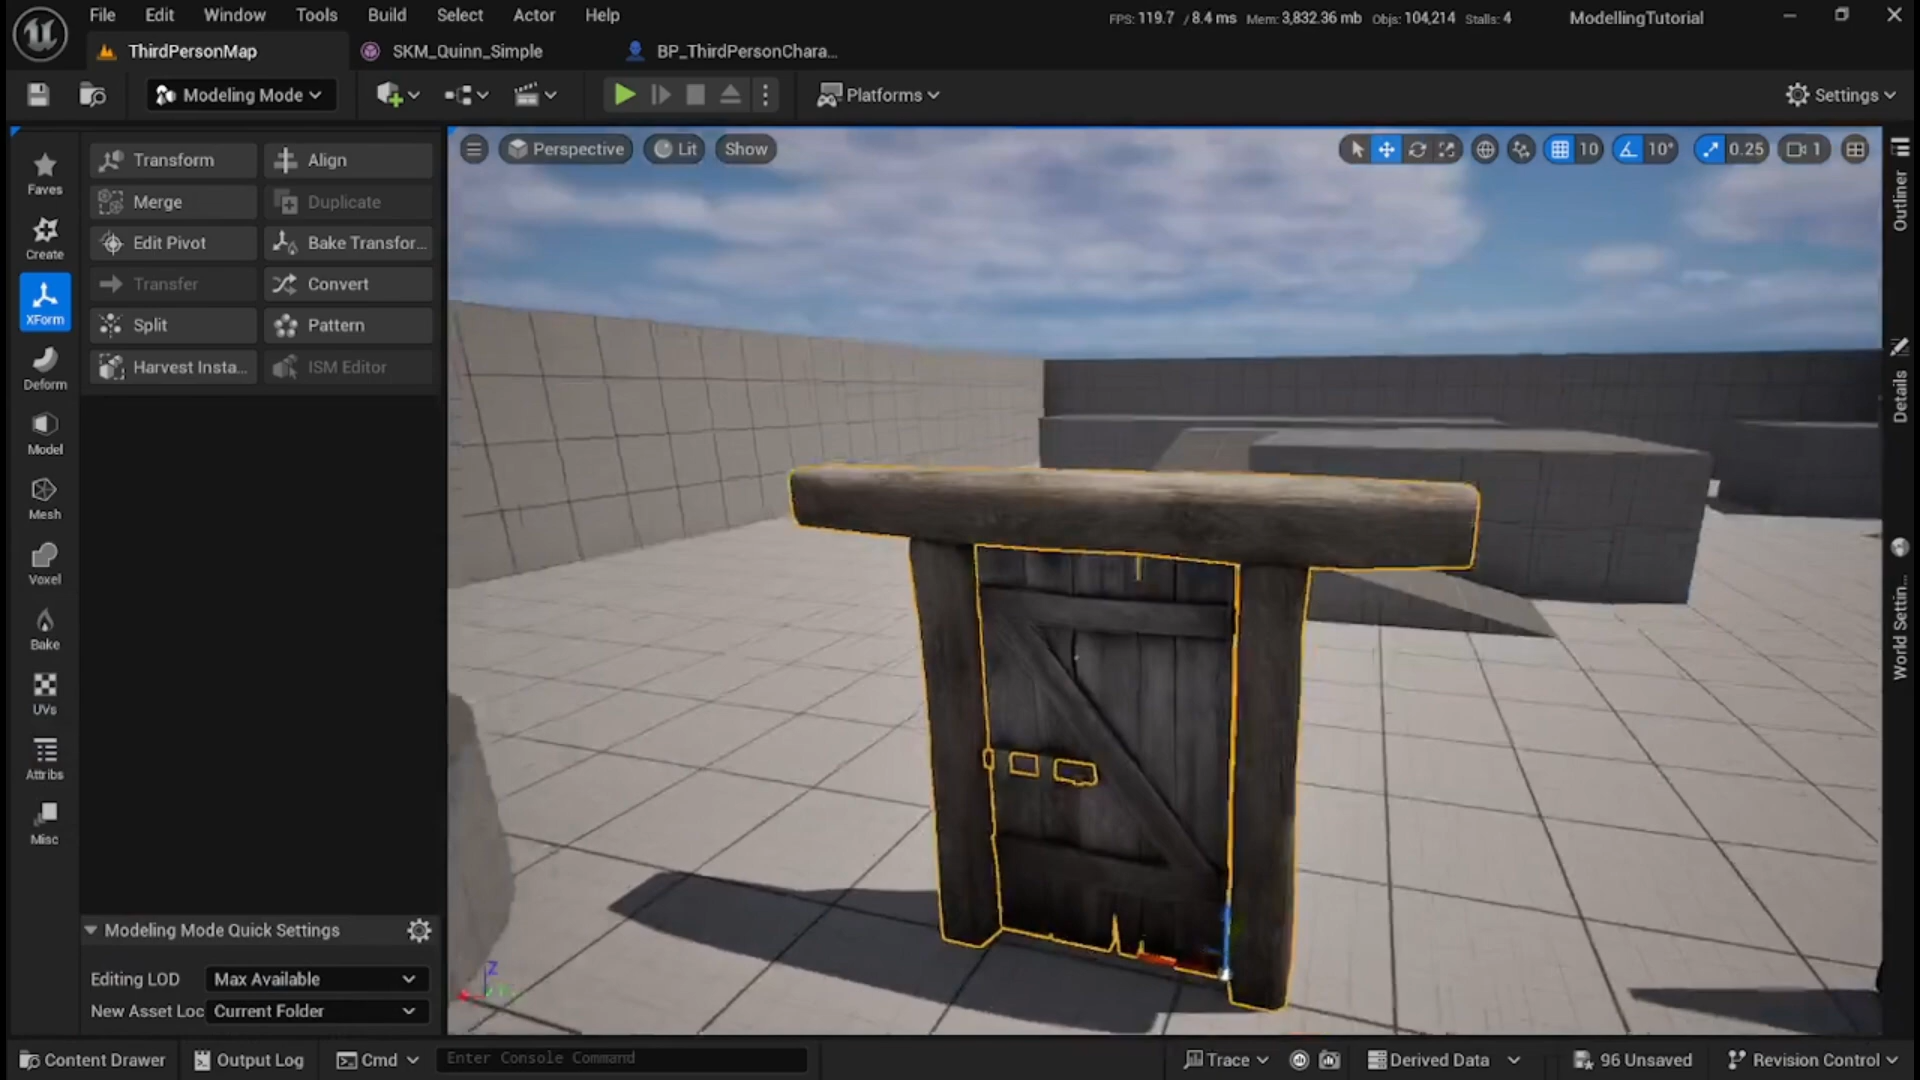 File Edit Window Tools Build Select Actor Help
FPS: 119.7 / 8.4 ms Mem: 3,832.36 mb Objs: 104,214 Stalls: 4
ModellingTutorial
ThirdPersonMap
SKM_Quinn_Simple
BP_ThirdPersonChara...
Modeling Mode
Platforms
Settings
Faves
Create
XForm
Deform
Model
Mesh
Voxel
Bake
UVs
Attribs
Misc
Transform Align
Merge Duplicate
Edit Pivot Bake Transfor...
Transfer Convert
Split Pattern
Harvest Insta... ISM Editor
Perspective Lit Show
10 10° 0.25 1
Z
Outliner
Details
World Settin...
Modeling Mode Quick Settings
Editing LOD Max Available
New Asset Loc Current Folder
Content Drawer Output Log Cmd Enter Console Command
Trace Derived Data 96 Unsaved Revision Control